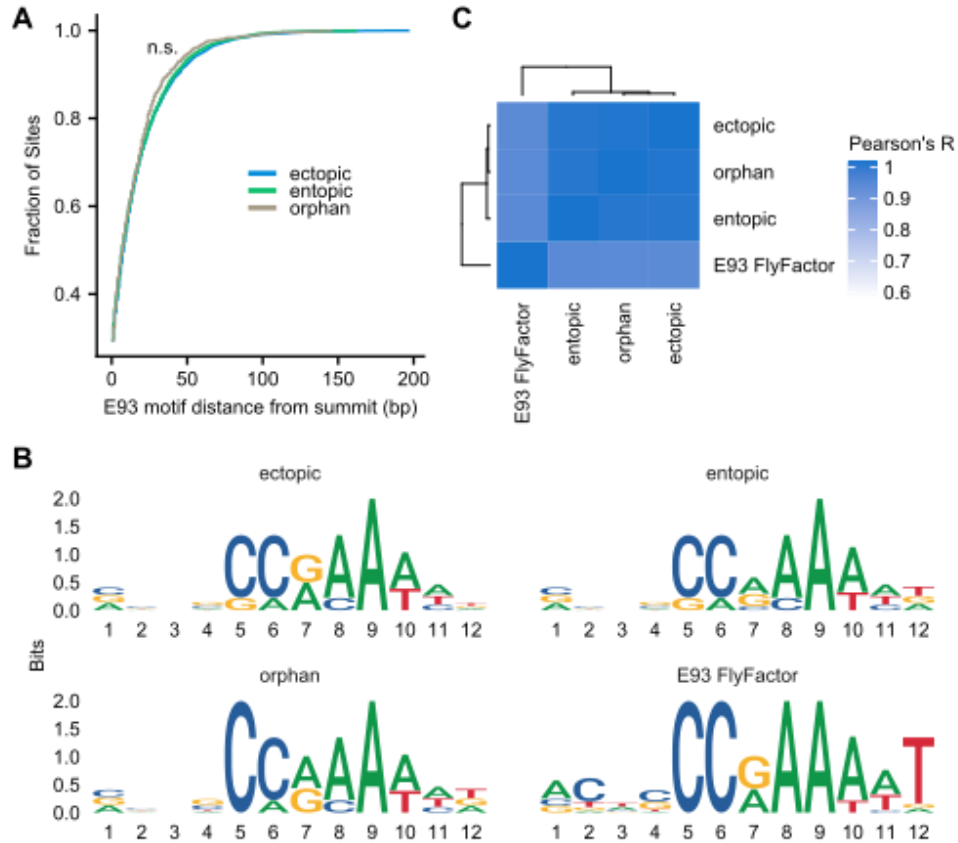 A
1.0
0.8
0.6
0.4
Fraction of Sites
n.s.
ectopic
entopic
orphan
0 50 100 150 200
E93 motif distance from summit (bp)
C
ectopic
orphan
entopic
E93 FlyFactor
E93 FlyFactor
entopic
orphan
ectopic
Pearson's R
1
0.9
0.8
0.7
0.6
B
Bits
ectopic
2.0
1.5
1.0
0.5
0.0
1 2 3 4 5 6 7 8 9 10 11 12
entopic
1 2 3 4 5 6 7 8 9 10 11 12
orphan
2.0
1.5
1.0
0.5
0.0
1 2 3 4 5 6 7 8 9 10 11 12
E93 FlyFactor
1 2 3 4 5 6 7 8 9 10 11 12